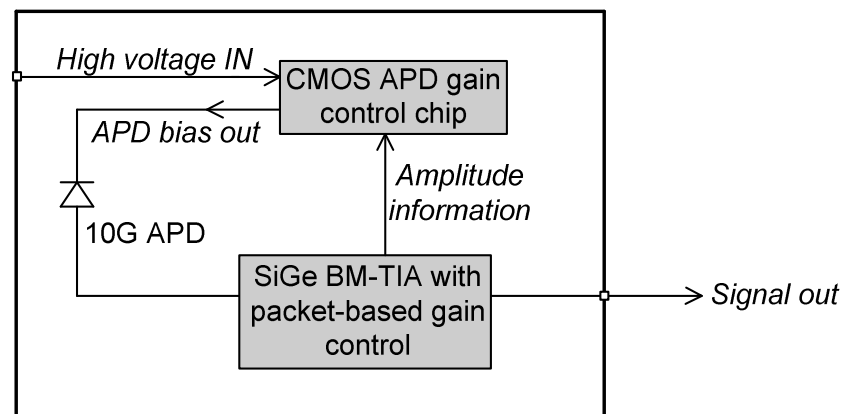 High voltage IN
CMOS APD gain
control chip
APD bias out
Amplitude
information
10G APD
SiGe BM-TIA with
packet-based gain
control
Signal out